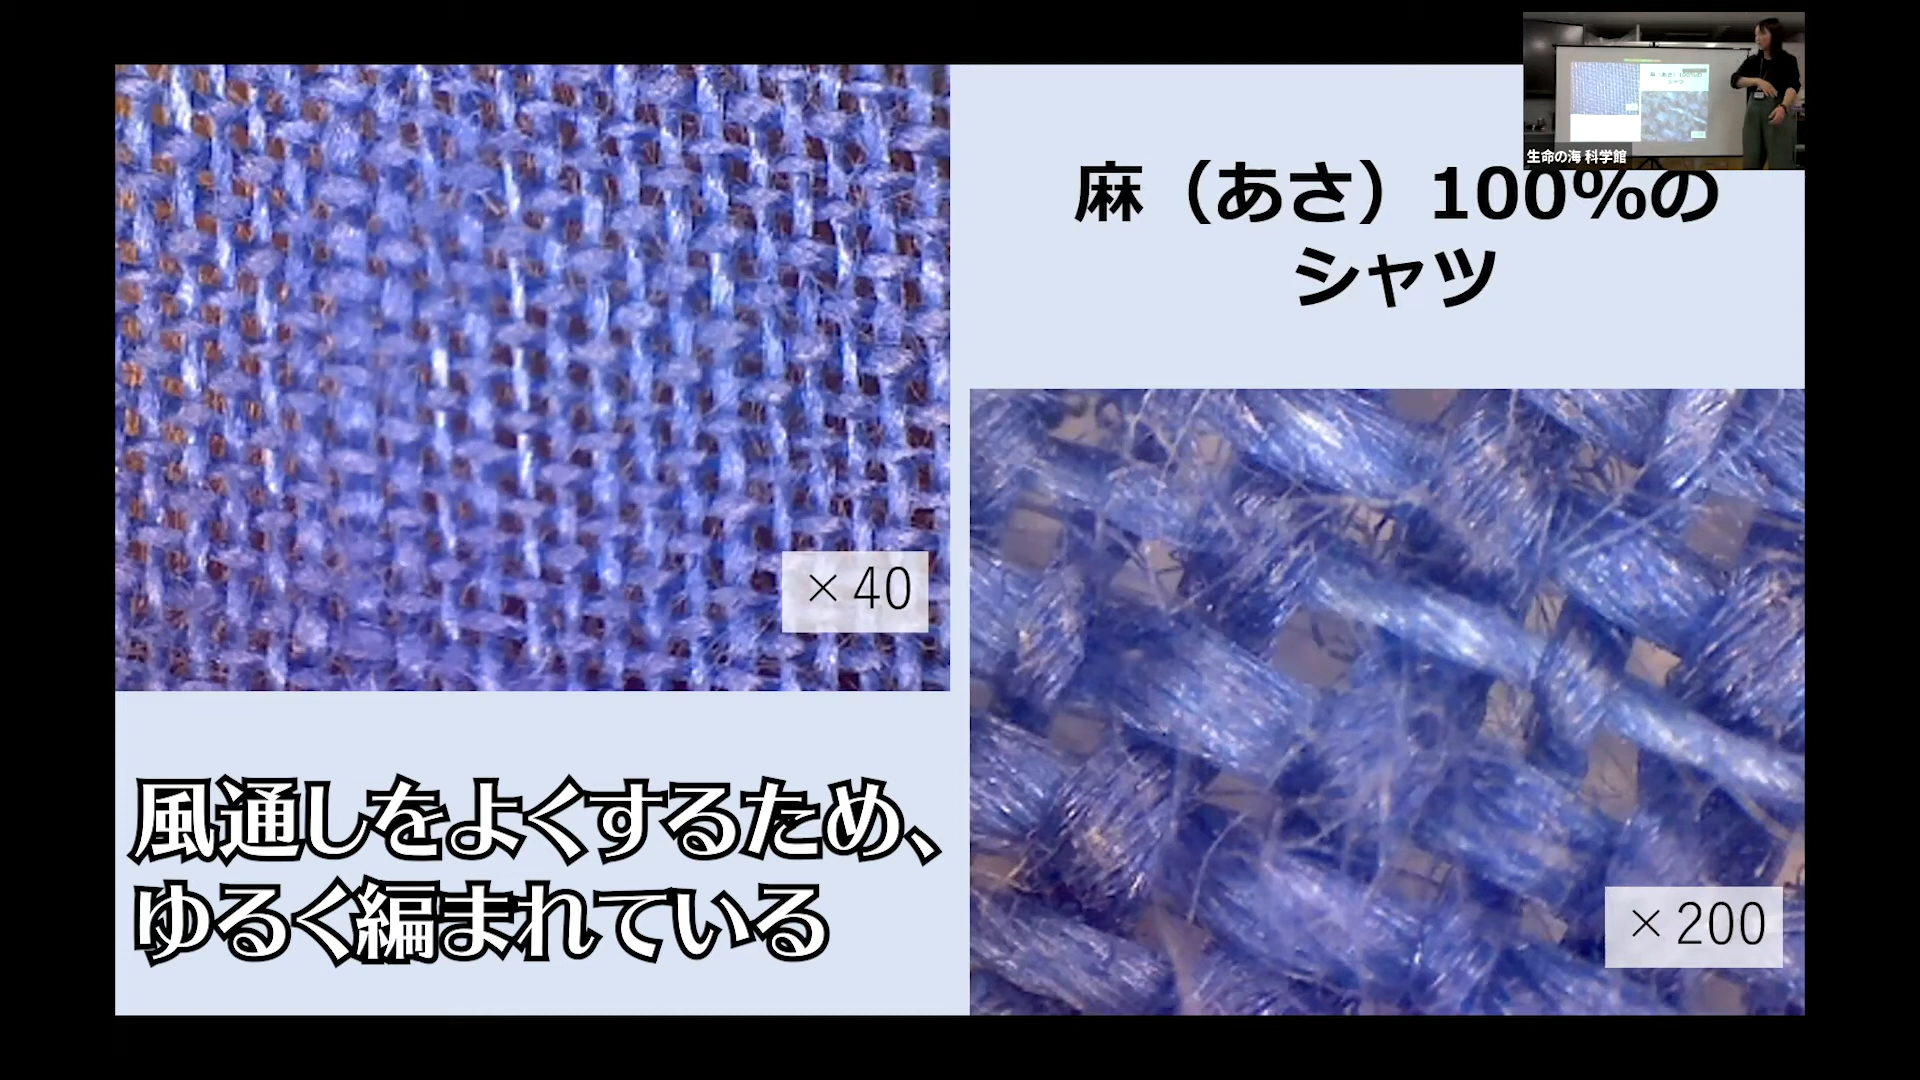 生命の海 科学館
麻（あさ）100%の
シャツ
×40
×200
風通しをよくするため、
ゆるく編まれている